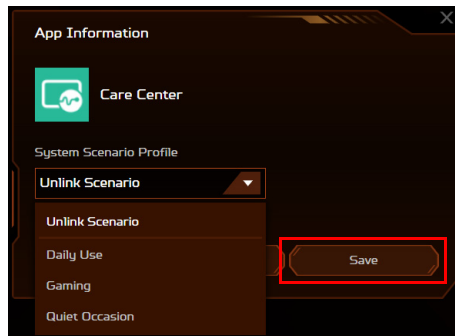 App Information
Care Center
System Scenario Profile
Unlink Scenario
Unlink Scenario
Daily Use
Gaming
Quiet Occasion
Save